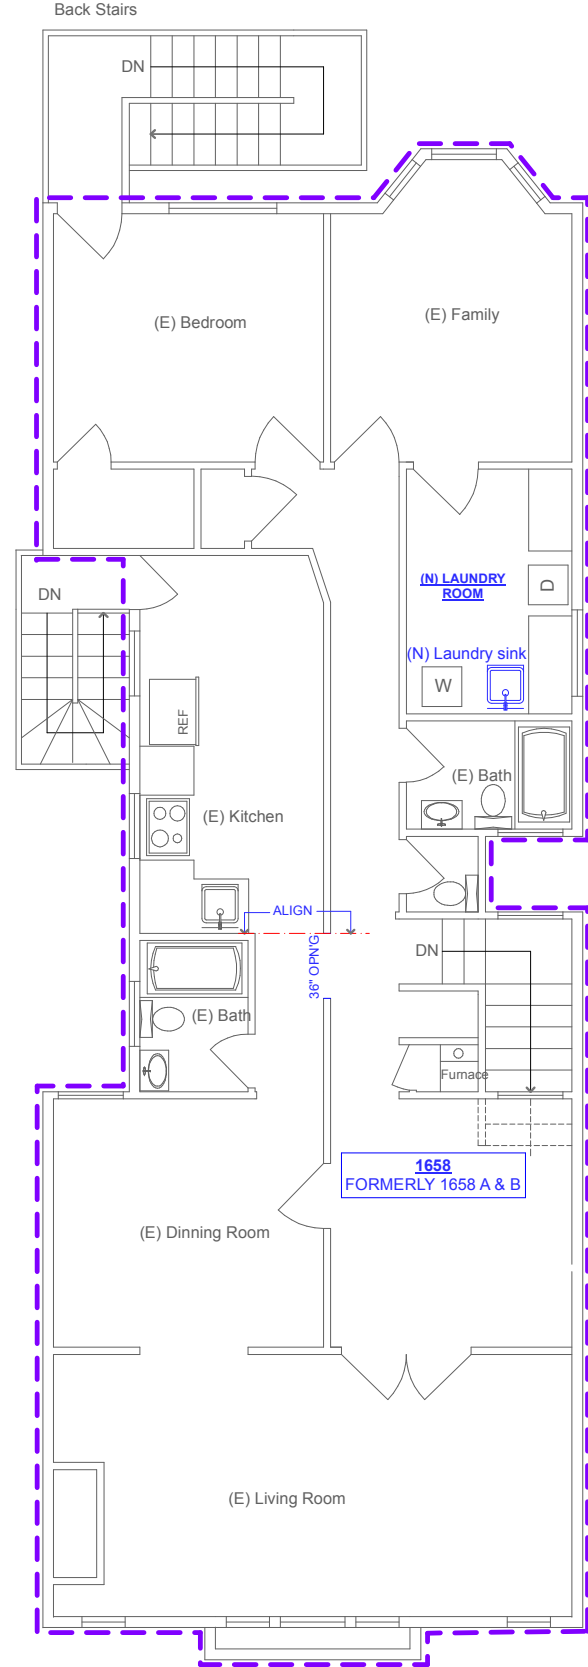 Back Stairs
DN
(E) Bedroom
(E) Family
(N) LAUNDRY
ROOM
D
DN
(N) Laundry sink
W
REF
(E) Bath
(E) Kitchen
ALIGN
36" OPN'G
DN
(E) Bath
Furnace
1658
FORMERLY 1658 A & B
(E) Dinning Room
(E) Living Room